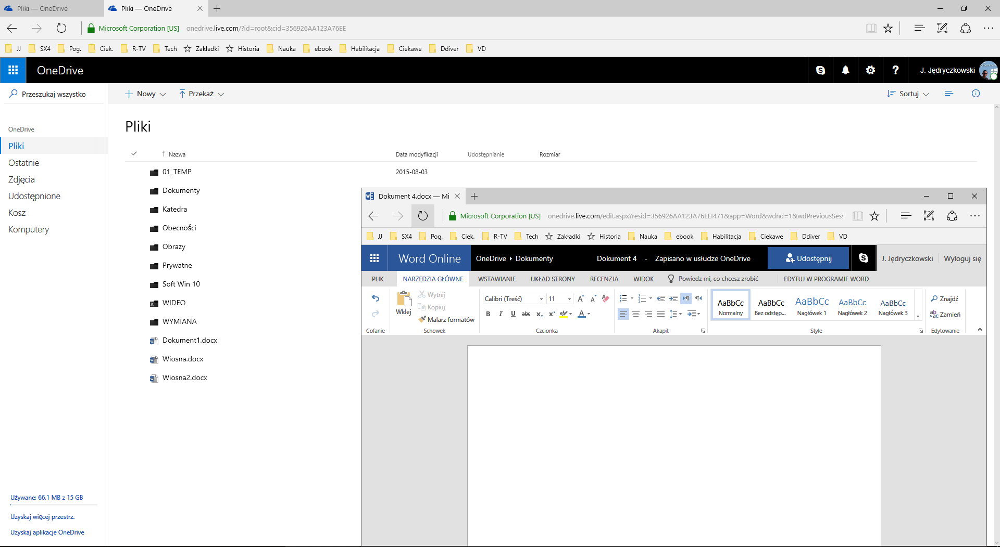 Pliki — OneDrive
Pliki — OneDrive
Microsoft Corporation [US] onedrive.live.com/?id=root&cid=356926AA123A76EE
JJ SX4 Pog. Ciek. R-TV Tech Zakładki Historia Nauka ebook Habilitacja Ciekawe Ddiver VD
OneDrive
J. Jędryczkowski
Przeszukaj wszystko
Nowy Przekaż Sortuj
OneDrive
Pliki
Ostatnie
Zdjęcia
Udostępnione
Kosz
Komputery
Używane: 66.1 MB z 15 GB
Uzyskaj więcej przestrz.
Uzyskaj aplikacje OneDrive
Pliki
Nazwa Data modyfikacji Udostępnianie Rozmiar
01_TEMP 2015-08-03
Dokumenty
Katedra
Obecności
Obrazy
Prywatne
Soft Win 10
WIDEO
WYMIANA
Dokument1.docx
Wiosna.docx
Wiosna2.docx
Dokument 4.docx — Mi
Microsoft Corporation [US] onedrive.live.com/edit.aspx?resid=356926AA123A76EE!471&app=Word&wdnd=1&wdPreviousSes
JJ SX4 Pog. Ciek. R-TV Tech Zakładki Historia Nauka ebook Habilitacja Ciekawe Ddiver VD
Word Online OneDrive Dokumenty Dokument 4 - Zapisano w usłudze OneDrive Udostępnij J. Jędryczkowski Wyloguj się
PLIK NARZĘDZIA GŁÓWNE WSTAWIANIE UKŁAD STRONY RECENZJA WIDOK Powiedz mi, co chcesz zrobić EDYTUJ W PROGRAMIE WORD
Wklej
Wytnij
Kopiuj
Malarz formatów
Calibri (Treść) 11
B I U abc x₂ x² A
AaBbCc AaBbCc AaBbCc AaBbCc AaBbCc
Normalny Bez odstęp... Nagłówek 1 Nagłówek 2 Nagłówek 3
Znajdź
Zamień
Cofanie Schowek Czcionka Akapit Style Edytowanie